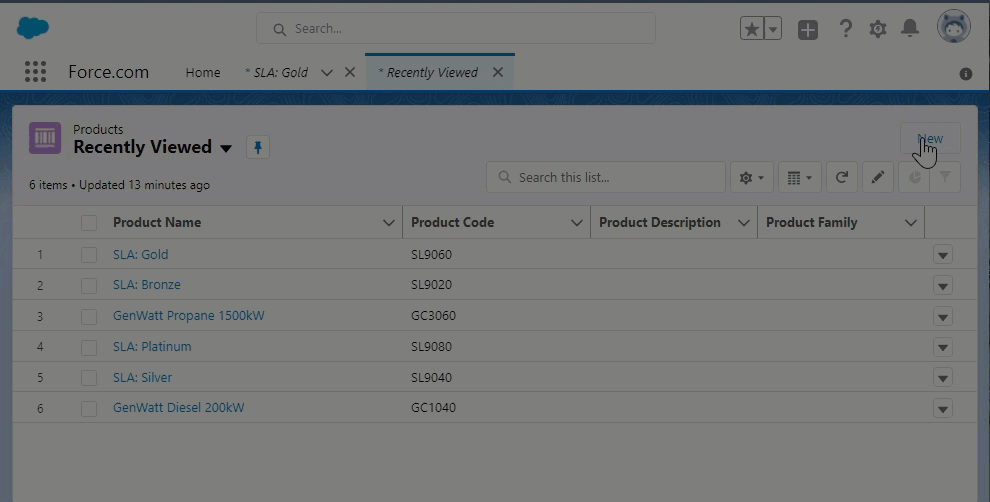 Search...
Force.com Home * SLA: Gold * Recently Viewed
Products
Recently Viewed
New
6 items • Updated 13 minutes ago
Search this list...
Product Name Product Code Product Description Product Family
1 SLA: Gold SL9060
2 SLA: Bronze SL9020
3 GenWatt Propane 1500kW GC3060
4 SLA: Platinum SL9080
5 SLA: Silver SL9040
6 GenWatt Diesel 200kW GC1040